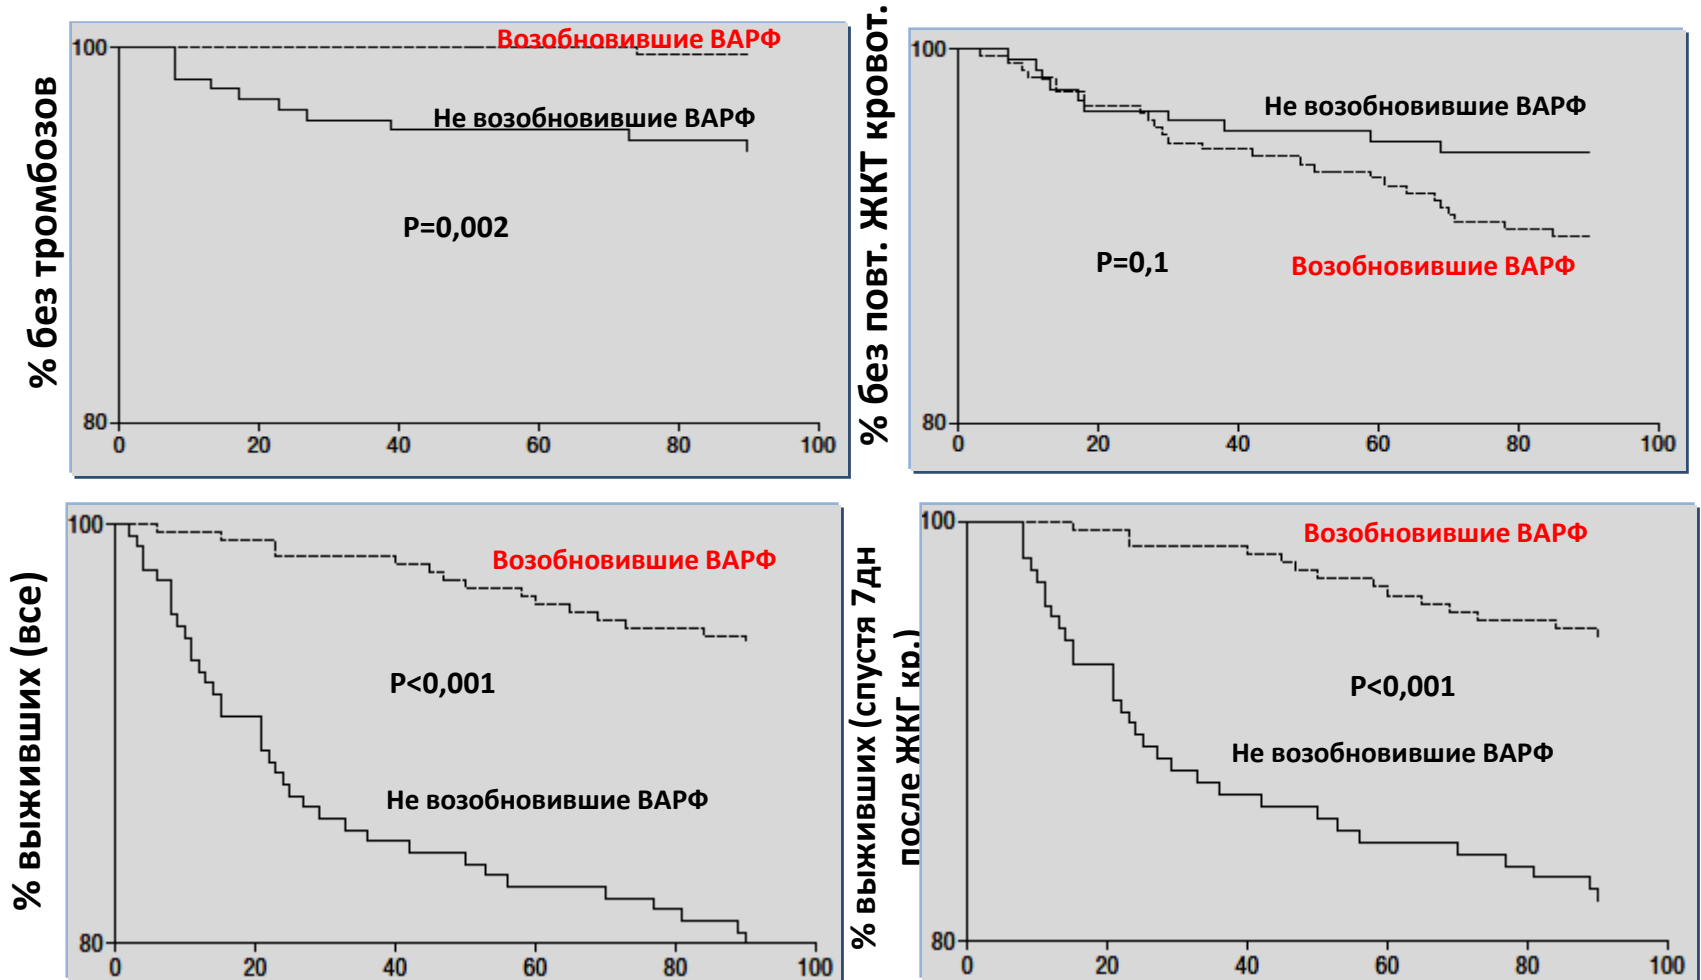 % без тромбозов
100
80
0 20 40 60 80 100
Возобновившие ВАРФ
Не возобновившие ВАРФ
P=0,002
% без повт. ЖКТ кровот.
100
80
0 20 40 60 80 100
Не возобновившие ВАРФ
P=0,1
Возобновившие ВАРФ
% выживших (все)
100
80
0 20 40 60 80 100
Возобновившие ВАРФ
P<0,001
Не возобновившие ВАРФ
% выживших (спустя 7дн
после ЖКГ кр.)
100
80
0 20 40 60 80 100
Возобновившие ВАРФ
P<0,001
Не возобновившие ВАРФ